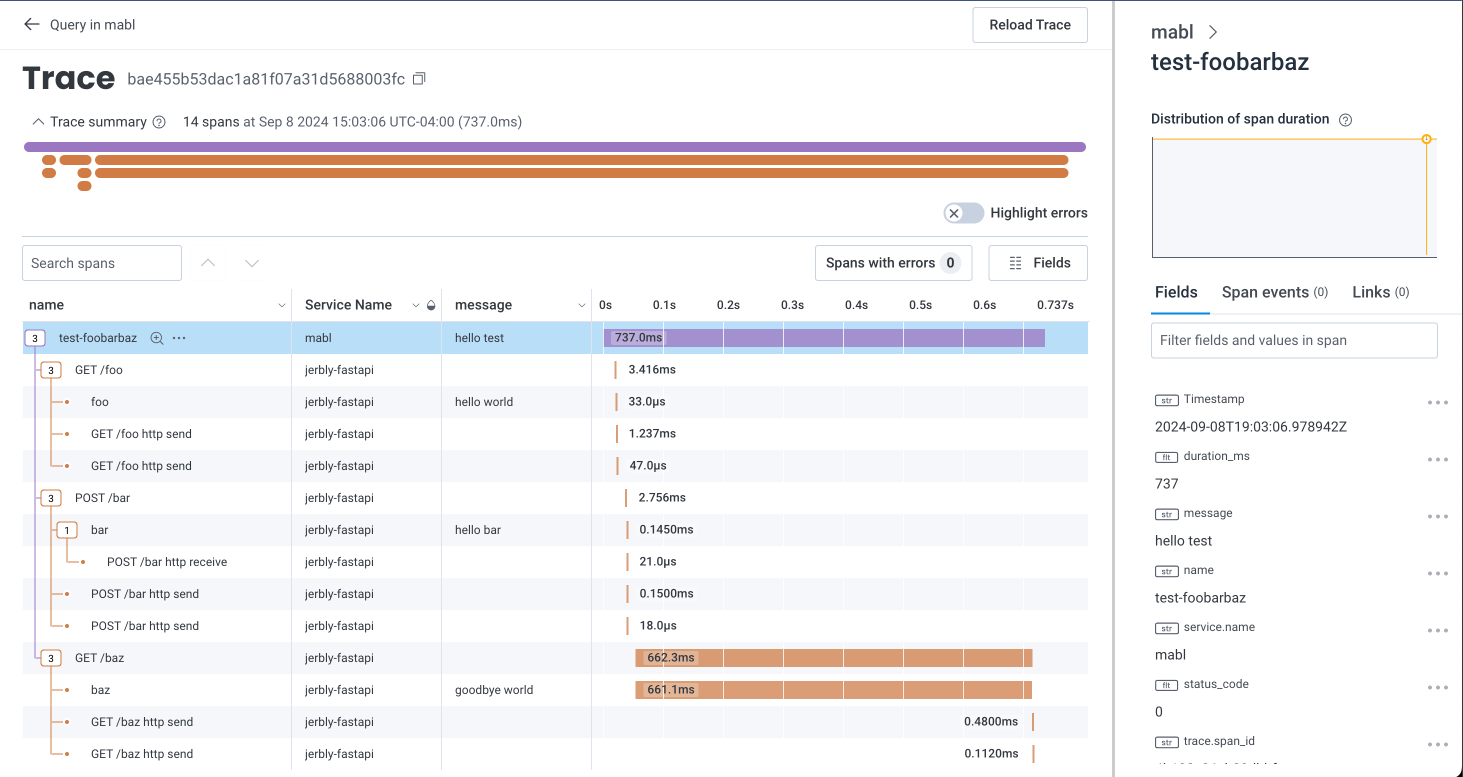 Query in mabl
Reload Trace
Trace bae455b53dac1a81f07a31d5688003fc
Trace summary 14 spans at Sep 8 2024 15:03:06 UTC-04:00 (737.0ms)
Highlight errors
Search spans
Spans with errors 0
Fields
name Service Name message 0s 0.1s 0.2s 0.3s 0.4s 0.5s 0.6s 0.737s
3 test-foobarbaz mabl hello test 737.0ms
3 GET /foo jerbly-fastapi 3.416ms
foo jerbly-fastapi hello world 33.0μs
GET /foo http send jerbly-fastapi 1.237ms
GET /foo http send jerbly-fastapi 47.0μs
3 POST /bar jerbly-fastapi 2.756ms
1 bar jerbly-fastapi hello bar 0.1450ms
POST /bar http receive jerbly-fastapi 21.0μs
POST /bar http send jerbly-fastapi 0.1500ms
POST /bar http send jerbly-fastapi 18.0μs
3 GET /baz jerbly-fastapi 662.3ms
baz jerbly-fastapi goodbye world 661.1ms
GET /baz http send jerbly-fastapi 0.4800ms
GET /baz http send jerbly-fastapi 0.1120ms
mabl
test-foobarbaz
Distribution of span duration
Fields Span events (0) Links (0)
Filter fields and values in span
str Timestamp
2024-09-08T19:03:06.978942Z
flt duration_ms
737
str message
hello test
str name
test-foobarbaz
str service.name
mabl
flt status_code
0
str trace.span_id